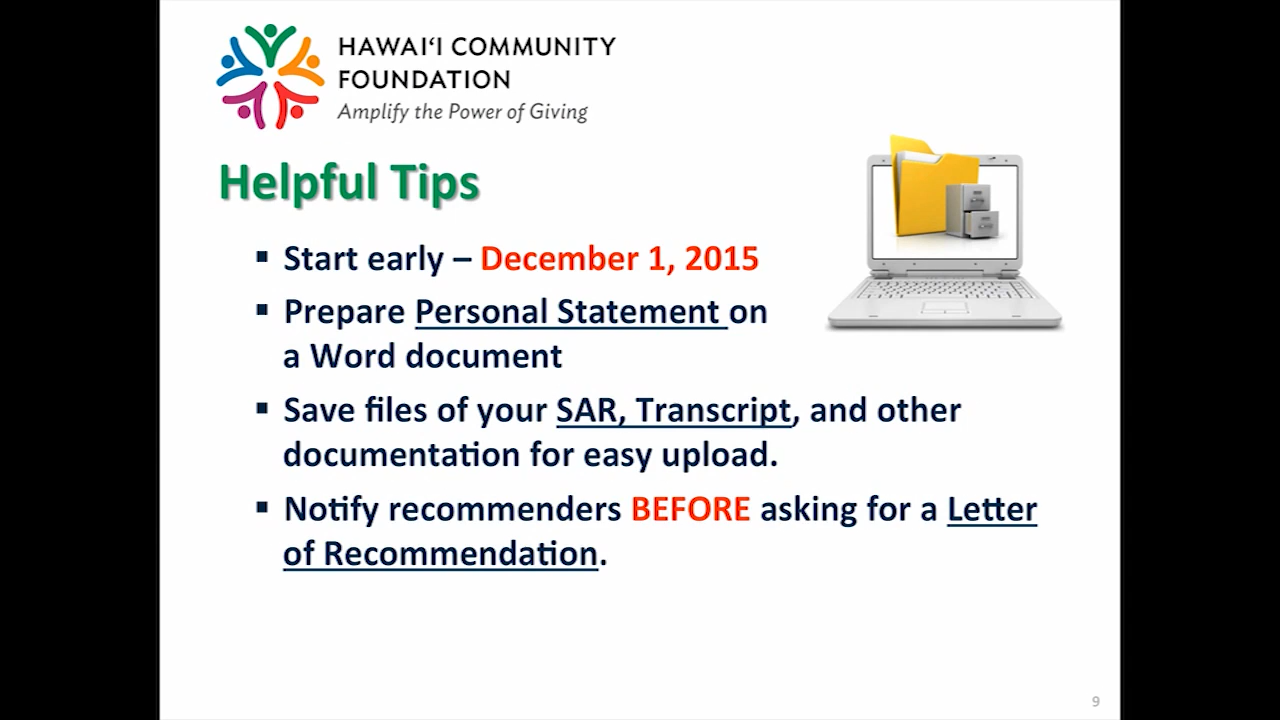 HAWAIʻI COMMUNITY
FOUNDATION
Amplify the Power of Giving
Helpful Tips
▪ Start early – December 1, 2015
▪ Prepare Personal Statement on
a Word document
▪ Save files of your SAR, Transcript, and other
documentation for easy upload.
▪ Notify recommenders BEFORE asking for a Letter
of Recommendation.
9